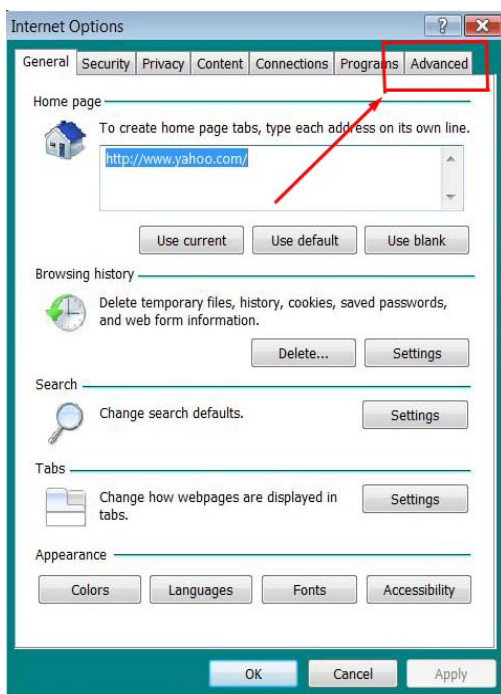 Internet Options
General Security Privacy Content Connections Programs Advanced
Home page
To create home page tabs, type each address on its own line.
http://www.yahoo.com/
Use current Use default Use blank
Browsing history
Delete temporary files, history, cookies, saved passwords,
and web form information.
Delete... Settings
Search
Change search defaults. Settings
Tabs
Change how webpages are displayed in
tabs.
Settings
Appearance
Colors Languages Fonts Accessibility
OK Cancel Apply